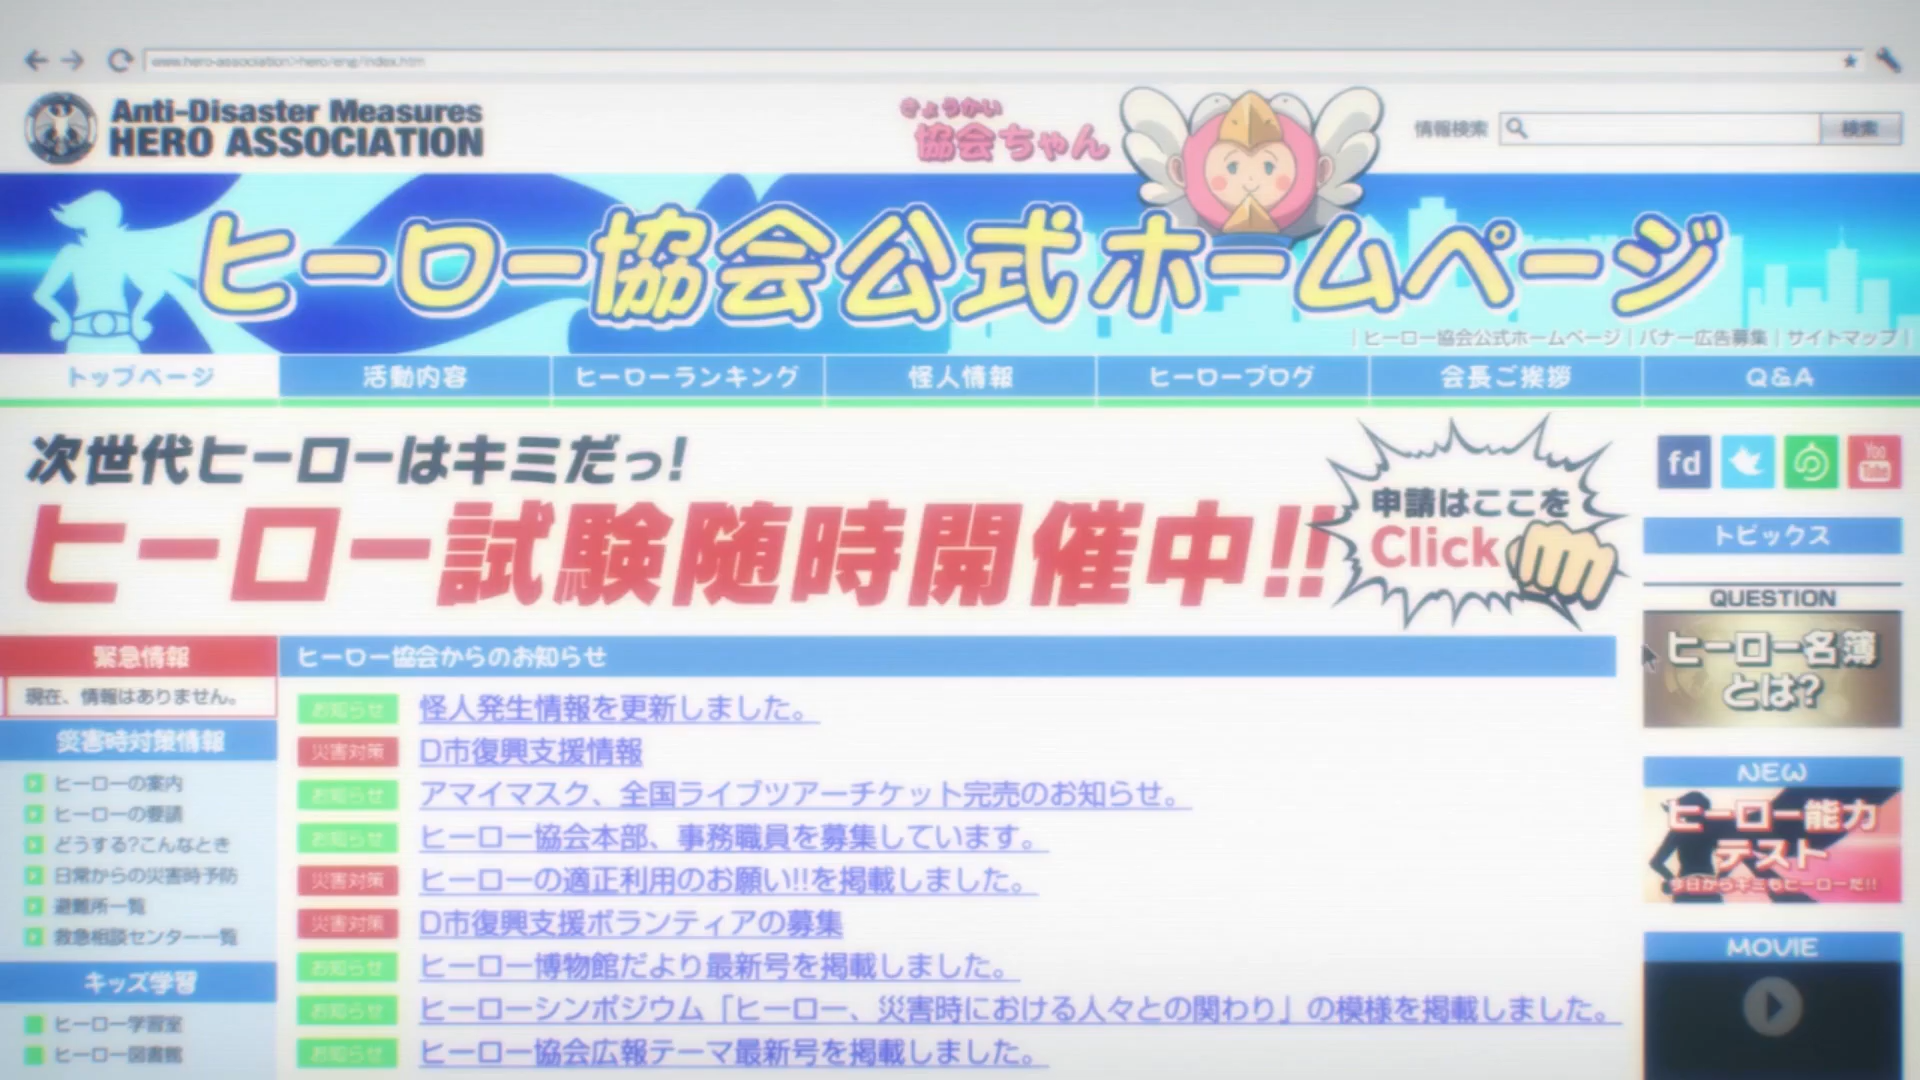 www.hero-association>hero/eng/index.htm
Anti-Disaster Measures
HERO ASSOCIATION
きょうかい
協会ちゃん
情報検索
検索
ヒーロー協会公式ホームページ
|ヒーロー協会公式ホームページ|バナー広告募集|サイトマップ|
トップページ
活動内容
ヒーローランキング
怪人情報
ヒーローブログ
会長ご挨拶
Q&A
次世代ヒーローはキミだっ!
ヒーロー試験随時開催中!!
申請はここを
Click
fd
You
Tube
トピックス
QUESTION
ヒーロー名簿
とは?
NEW
ヒーロー能力
テスト
今日からキミもヒーローだ!!
MOVIE
緊急情報
現在、情報はありません。
災害時対策情報
ヒーローの案内
ヒーローの要請
どうする?こんなとき
日常からの災害時予防
避難所一覧
救急相談センター一覧
キッズ学習
ヒーロー学習室
ヒーロー図書館
ヒーロー協会からのお知らせ
お知らせ 怪人発生情報を更新しました。
災害対策 D市復興支援情報
お知らせ アマイマスク、全国ライブツアーチケット完売のお知らせ。
お知らせ ヒーロー協会本部、事務職員を募集しています。
災害対策 ヒーローの適正利用のお願い!!を掲載しました。
災害対策 D市復興支援ボランティアの募集
お知らせ ヒーロー博物館だより最新号を掲載しました。
お知らせ ヒーローシンポジウム「ヒーロー、災害時における人々との関わり」の模様を掲載しました。
お知らせ ヒーロー協会広報テーマ最新号を掲載しました。